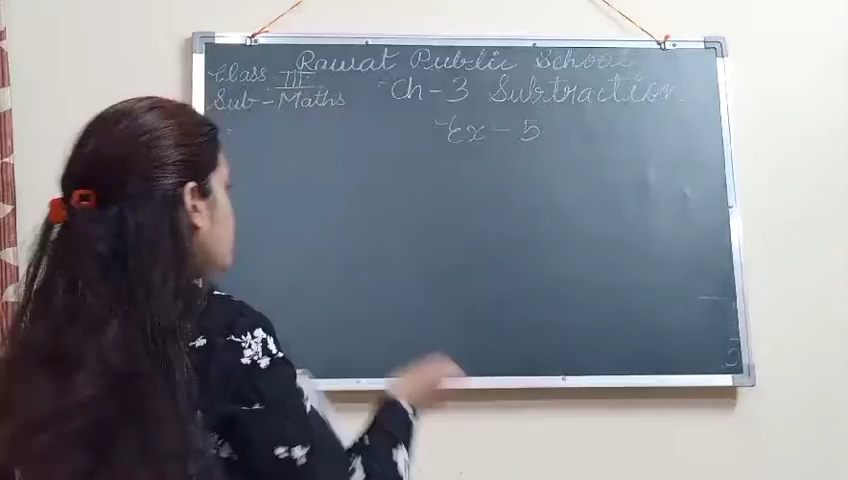 Rawat Public School
Class - III
Sub - Maths
Ch - 3 Subtraction
Ex - 5